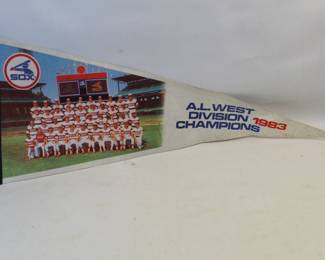 SOX
A.L. WEST
DIVISION
CHAMPIONS 1983